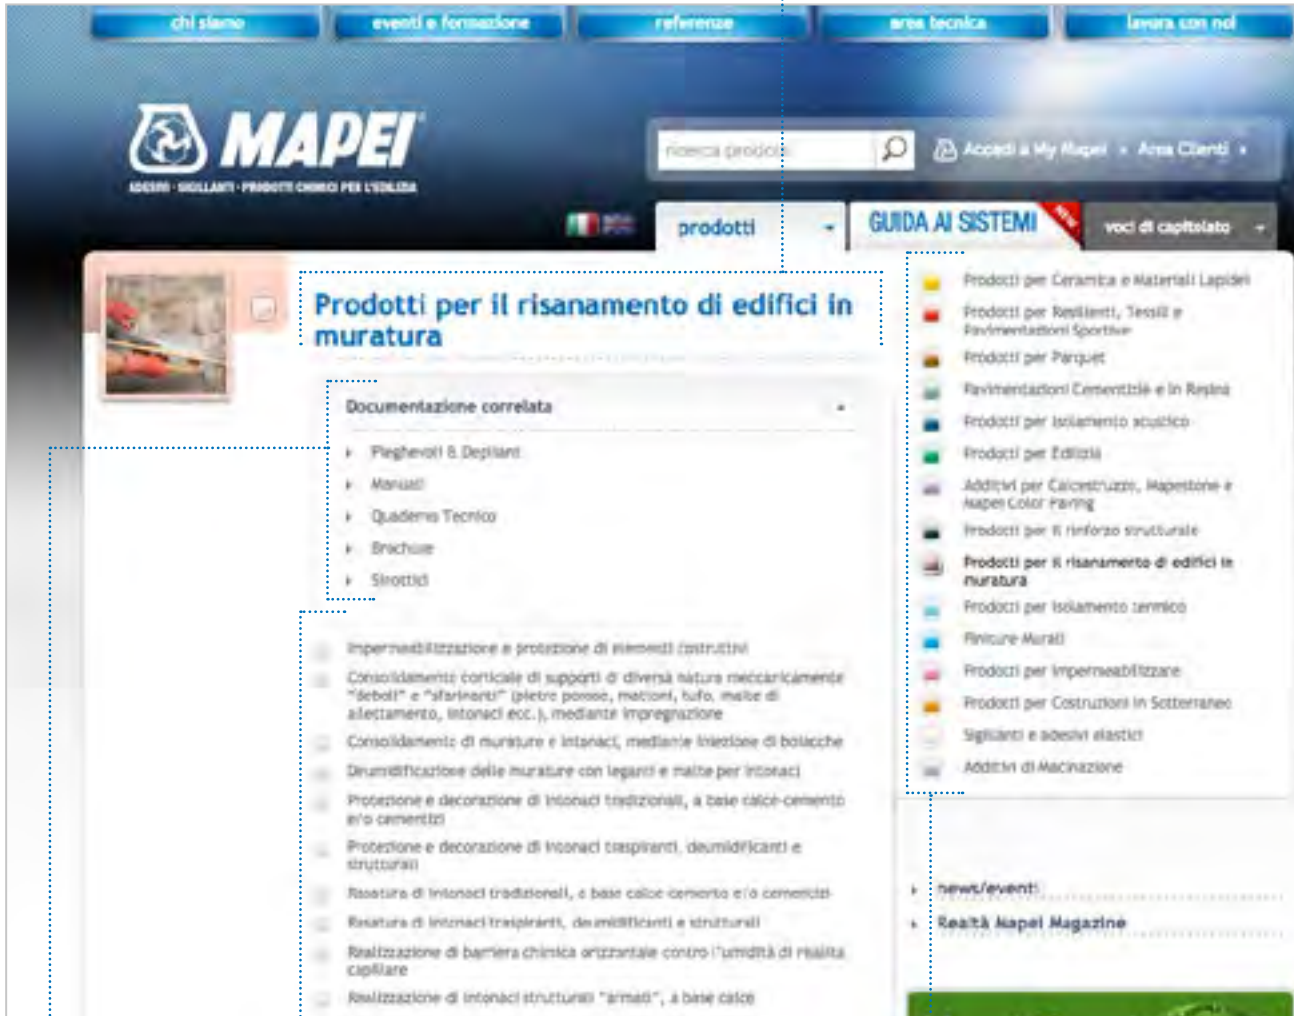 chi siamo
eventi e formazione
referenze
area tecnica
lavora con noi
MAPEI
ADESIVI - SIGILLANTI - PRODOTTI CHIMICI PER L'EDILIZIA
ricerca prodotti
Accedi a My Mapei
Area Clienti
prodotti
GUIDA AI SISTEMI
NEW
voci di capitolato
Prodotti per il risanamento di edifici in
muratura
Documentazione correlata
Pieghevoli & Depliant
Manuali
Quaderno Tecnico
Brochure
Sinottici
Impermeabilizzazione e protezione di elementi costruttivi
Consolidamento corticale di supporti di diversa natura meccanicamente
"deboli" e "sfarinanti" (pietre porose, mattoni, tufo, malte di
allettamento, intonaci ecc.), mediante impregnazione
Consolidamento di murature e intonaci, mediante iniezione di boiacche
Deumidificazione delle murature con leganti e malte per intonaci
Protezione e decorazione di intonaci tradizionali, a base calce-cemento
e/o cementizi
Protezione e decorazione di intonaci traspiranti, deumidificanti e
strutturali
Rasatura di intonaci tradizionali, a base calce-cemento e/o cementizi
Rasatura di intonaci traspiranti, deumidificanti e strutturali
Realizzazione di barriera chimica orizzontale contro l'umidità di risalita
capillare
Realizzazione di intonaci strutturali "armati", a base calce
Prodotti per Ceramica e Materiali Lapidei
Prodotti per Resilienti, Tessili e
Pavimentazioni Sportive
Prodotti per Parquet
Pavimentazioni Cementizie e in Resina
Prodotti per Isolamento acustico
Prodotti per Edilizia
Additivi per Calcestruzzo, Mapestone e
Mapei Color Paving
Prodotti per il rinforzo strutturale
Prodotti per il risanamento di edifici in
muratura
Prodotti per Isolamento termico
Finiture Murali
Prodotti per Impermeabilizzare
Prodotti per Costruzioni in Sotterraneo
Sigillanti e adesivi elastici
Additivi di Macinazione
news/eventi
Realtà Mapei Magazine